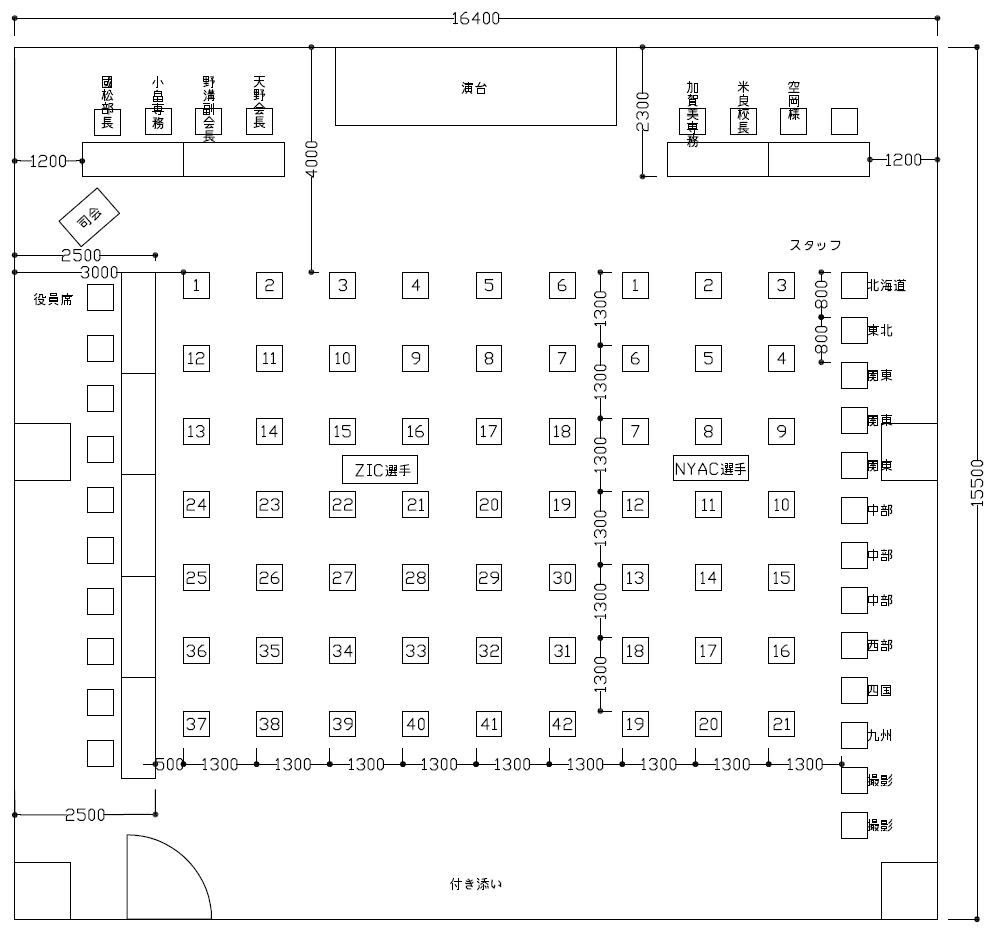 16400
國松部長
小畠専務
野溝副会長
天野会長
演台
加賀美専務
米良校長
空岡様
2300
4000
1200
1200
司会
2500
3000
スタッフ
役員席
1 2 3 4 5 6 1 2 3
800
北海道
1300
東北
800
12 11 10 9 8 7 6 5 4
1300
関東
関東
13 14 15 16 17 18 7 8 9
1300
ZIC選手
NYAC選手
関東
15500
24 23 22 21 20 19 12 11 10
中部
1300
中部
25 26 27 28 29 30 13 14 15
1300
中部
36 35 34 33 32 31 18 17 16
西部
1300
四国
37 38 39 40 41 42 19 20 21
九州
500 1300 1300 1300 1300 1300 1300 1300 1300 1300
撮影
2500
撮影
付き添い